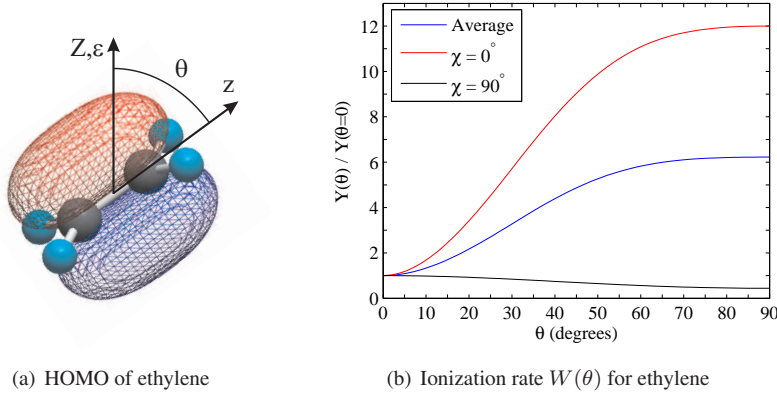 Z,ε
θ
z
Y(θ) / Y(θ=0)
12
10
8
6
4
2
1
0
Average
χ = 0°
χ = 90°
0 10 20 30 40 50 60 70 80 90
θ (degrees)
(a) HOMO of ethylene
(b) Ionization rate W(θ) for ethylene